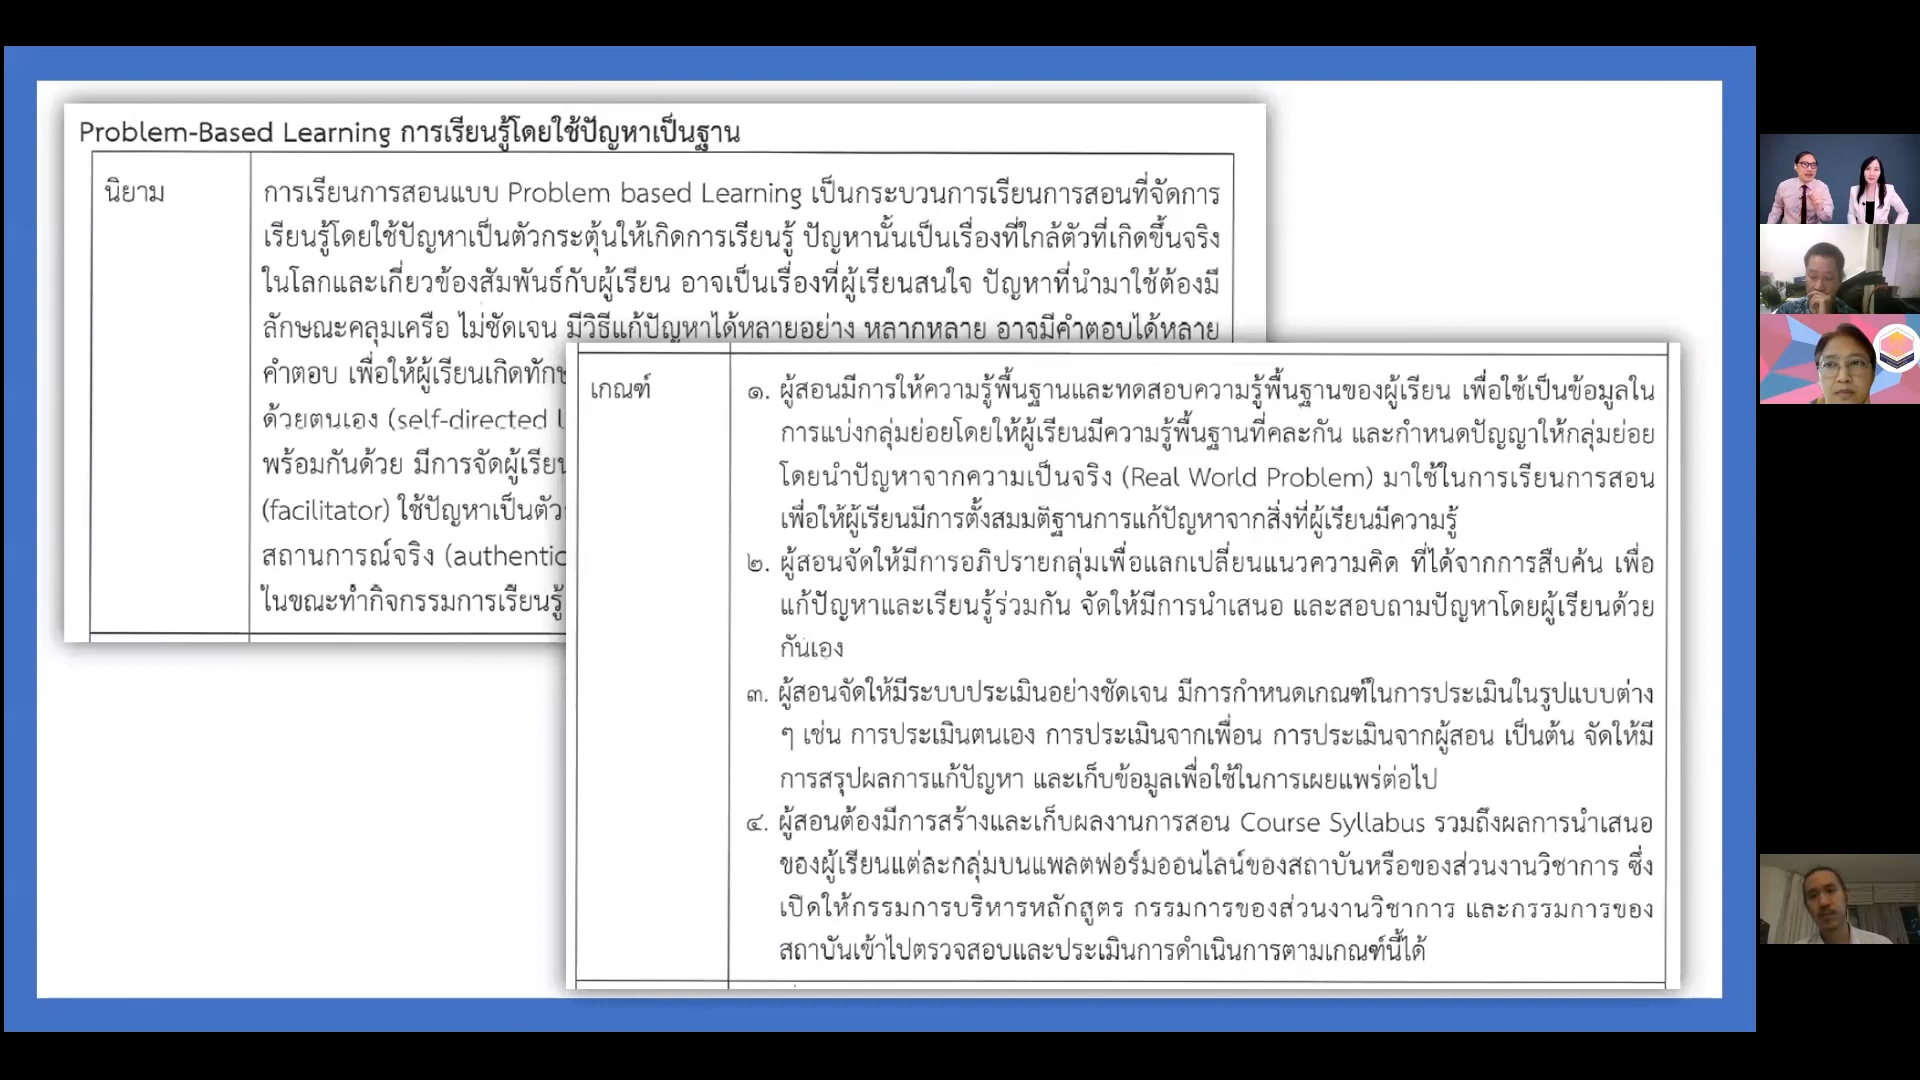 Problem-Based Learning การเรียนรู้โดยใช้ปัญหาเป็นฐาน
นิยาม
การเรียนการสอนแบบ Problem based Learning เป็นกระบวนการเรียนการสอนที่จัดการ
เรียนรู้โดยใช้ปัญหาเป็นตัวกระตุ้นให้เกิดการเรียนรู้ ปัญหานั้นเป็นเรื่องที่ใกล้ตัวที่เกิดขึ้นจริง
ในโลกและเกี่ยวข้องสัมพันธ์กับผู้เรียน อาจเป็นเรื่องที่ผู้เรียนสนใจ ปัญหาที่นำมาใช้ต้องมี
ลักษณะคลุมเครือ ไม่ชัดเจน มีวิธีแก้ปัญหาได้หลายอย่าง หลากหลาย อาจมีคำตอบได้หลาย
คำตอบ เพื่อให้ผู้เรียนเกิดทักษ
ด้วยตนเอง (self-directed l
พร้อมกันด้วย มีการจัดผู้เรียน
(facilitator) ใช้ปัญหาเป็นตัว
สถานการณ์จริง (authentic
ในขณะทำกิจกรรมการเรียนรู้
เกณฑ์
๑. ผู้สอนมีการให้ความรู้พื้นฐานและทดสอบความรู้พื้นฐานของผู้เรียน เพื่อใช้เป็นข้อมูลใน
การแบ่งกลุ่มย่อยโดยให้ผู้เรียนมีความรู้พื้นฐานที่คละกัน และกำหนดปัญญาให้กลุ่มย่อย
โดยนำปัญหาจากความเป็นจริง (Real World Problem) มาใช้ในการเรียนการสอน
เพื่อให้ผู้เรียนมีการตั้งสมมติฐานการแก้ปัญหาจากสิ่งที่ผู้เรียนมีความรู้
๒. ผู้สอนจัดให้มีการอภิปรายกลุ่มเพื่อแลกเปลี่ยนแนวความคิด ที่ได้จากการสืบค้น เพื่อ
แก้ปัญหาและเรียนรู้ร่วมกัน จัดให้มีการนำเสนอ และสอบถามปัญหาโดยผู้เรียนด้วย
กันเอง
๓. ผู้สอนจัดให้มีระบบประเมินอย่างชัดเจน มีการกำหนดเกณฑ์ในการประเมินในรูปแบบต่าง
ๆ เช่น การประเมินตนเอง การประเมินจากเพื่อน การประเมินจากผู้สอน เป็นต้น จัดให้มี
การสรุปผลการแก้ปัญหา และเก็บข้อมูลเพื่อใช้ในการเผยแพร่ต่อไป
๔. ผู้สอนต้องมีการสร้างและเก็บผลงานการสอน Course Syllabus รวมถึงผลการนำเสนอ
ของผู้เรียนแต่ละกลุ่มบนแพลตฟอร์มออนไลน์ของสถาบันหรือของส่วนงานวิชาการ ซึ่ง
เปิดให้กรรมการบริหารหลักสูตร กรรมการของส่วนงานวิชาการ และกรรมการของ
สถาบันเข้าไปตรวจสอบและประเมินการดำเนินการตามเกณฑ์นี้ได้